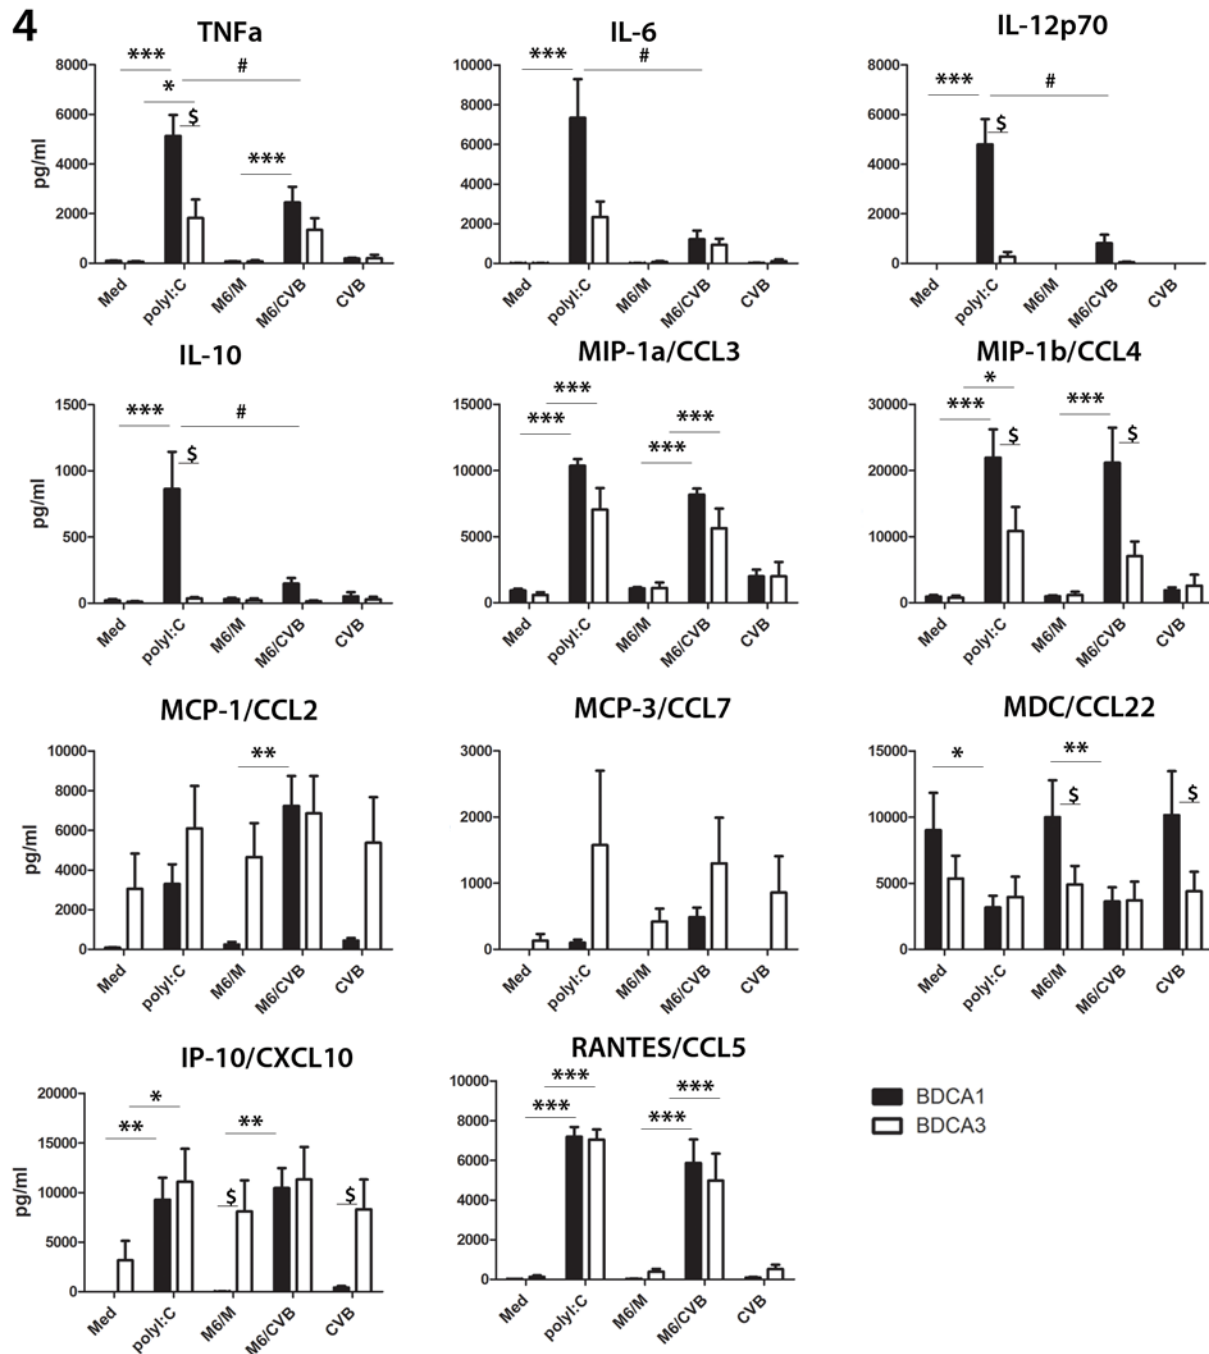 4
TNFa
*** # * $ ***
pg/ml
8000
6000
4000
2000
0
Med polyI:C M6/M M6/CVB CVB
IL-6
*** #
10000
8000
6000
4000
2000
0
Med polyI:C M6/M M6/CVB CVB
IL-12p70
*** # $
8000
6000
4000
2000
0
Med polyI:C M6/M M6/CVB CVB
IL-10
*** # $
pg/ml
1500
1000
500
0
Med polyI:C M6/M M6/CVB CVB
MIP-1a/CCL3
*** *** *** ***
15000
10000
5000
0
Med polyI:C M6/M M6/CVB CVB
MIP-1b/CCL4
* *** *** $ $
30000
20000
10000
0
Med polyI:C M6/M M6/CVB CVB
MCP-1/CCL2
**
pg/ml
10000
8000
6000
4000
2000
0
Med polyI:C M6/M M6/CVB CVB
MCP-3/CCL7
3000
2000
1000
0
Med polyI:C M6/M M6/CVB CVB
MDC/CCL22
* ** $ $
15000
10000
5000
0
Med polyI:C M6/M M6/CVB CVB
IP-10/CXCL10
* ** ** $ $
pg/ml
20000
15000
10000
5000
0
Med polyI:C M6/M M6/CVB CVB
RANTES/CCL5
*** *** *** ***
10000
8000
6000
4000
2000
0
Med polyI:C M6/M M6/CVB CVB
BDCA1
BDCA3